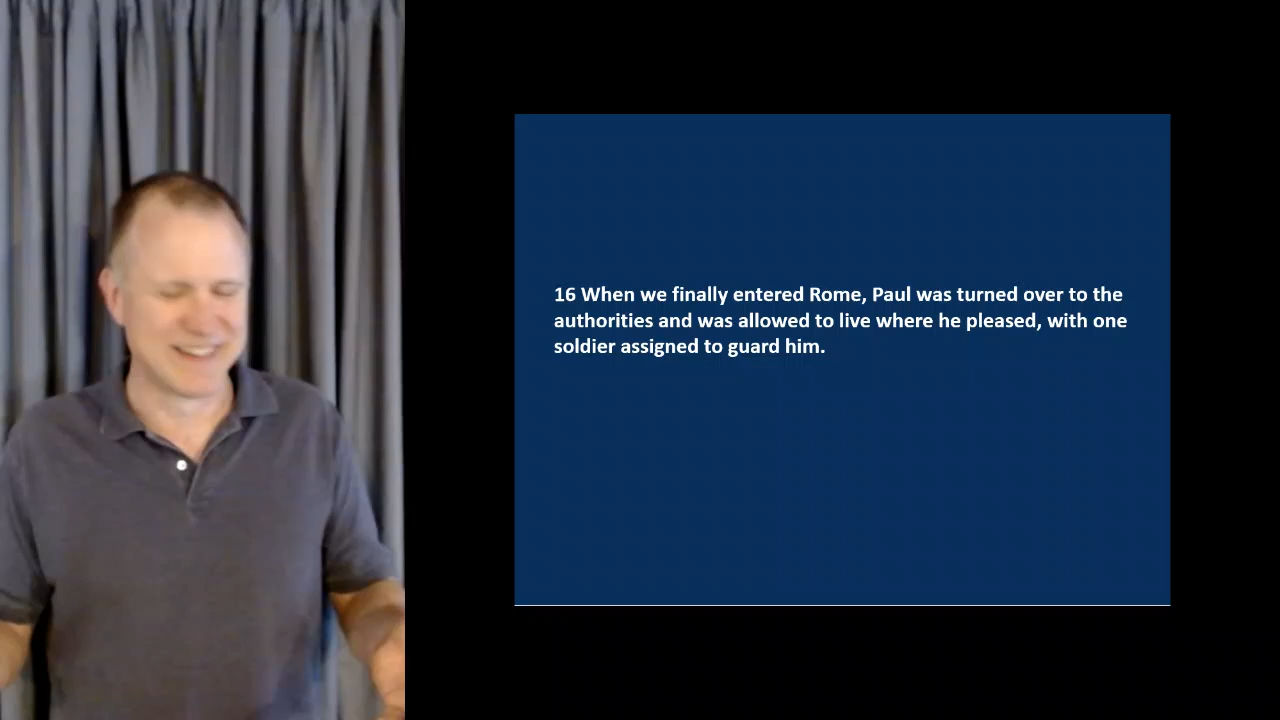 16 When we finally entered Rome, Paul was turned over to the
authorities and was allowed to live where he pleased, with one
soldier assigned to guard him.